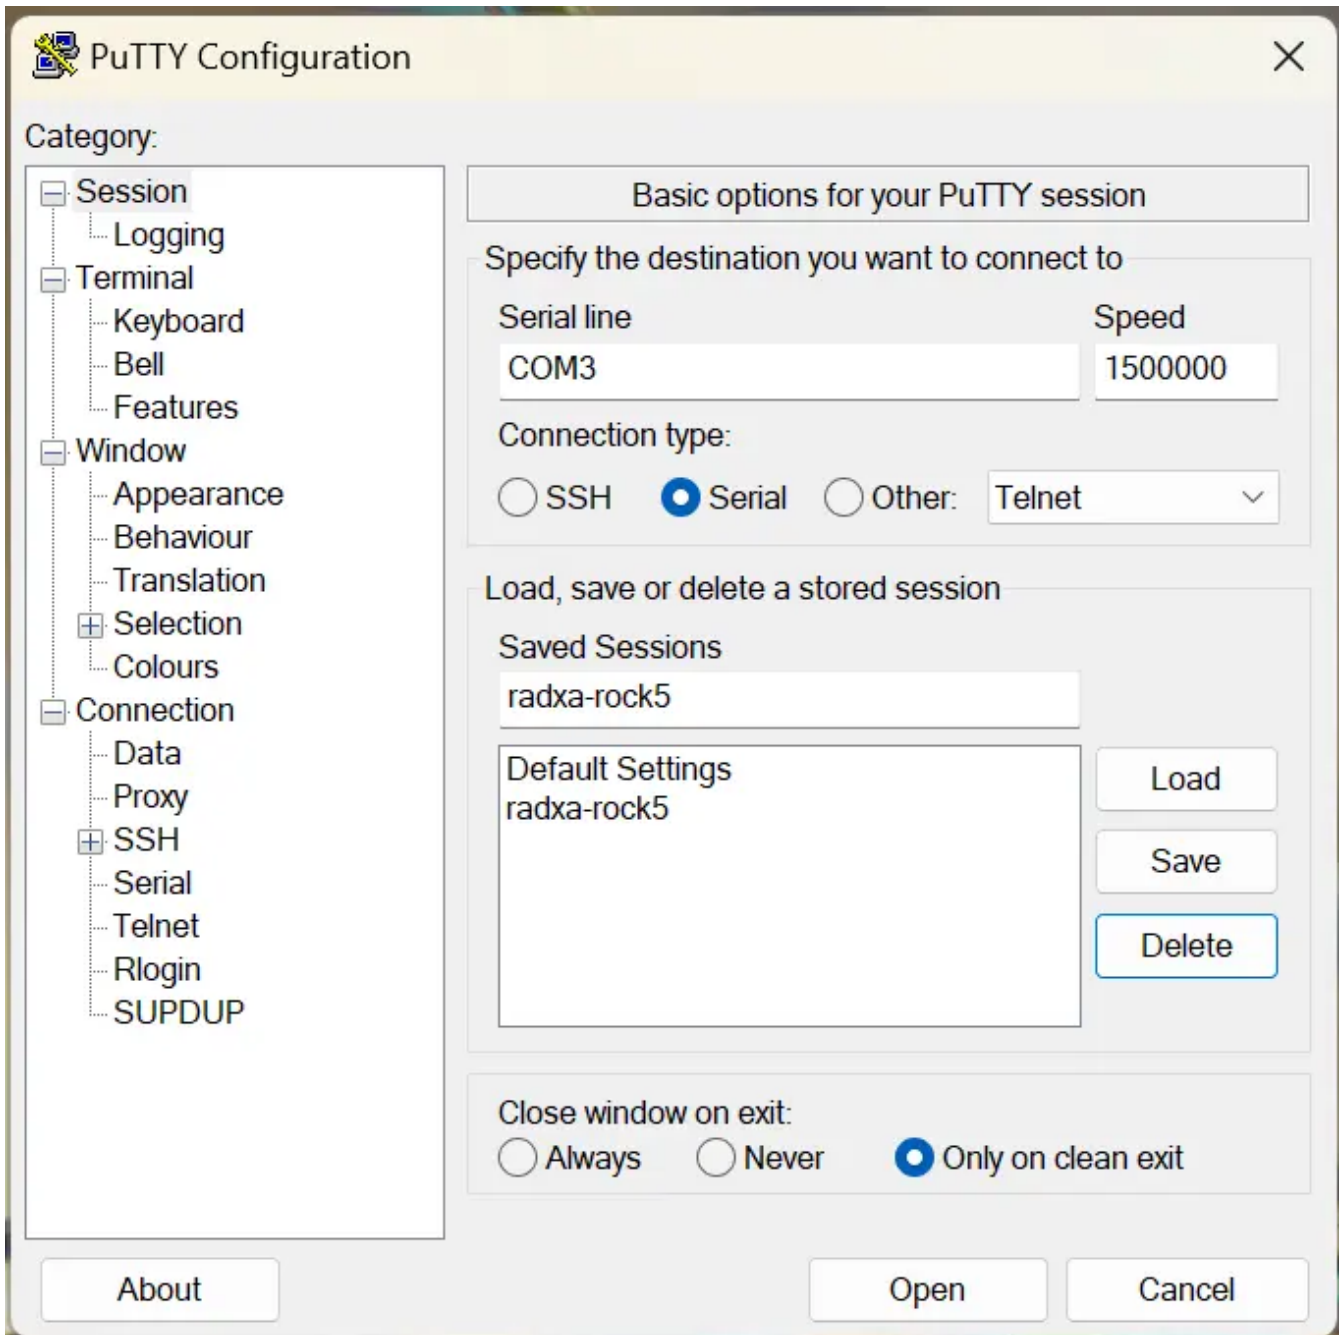 PuTTY Configuration
Category:
Session
Logging
Terminal
Keyboard
Bell
Features
Window
Appearance
Behaviour
Translation
Selection
Colours
Connection
Data
Proxy
SSH
Serial
Telnet
Rlogin
SUPDUP
Basic options for your PuTTY session
Specify the destination you want to connect to
Serial line Speed
COM3 1500000
Connection type:
SSH Serial Other: Telnet
Load, save or delete a stored session
Saved Sessions
radxa-rock5
Default Settings
radxa-rock5
Load
Save
Delete
Close window on exit:
Always Never Only on clean exit
About Open Cancel